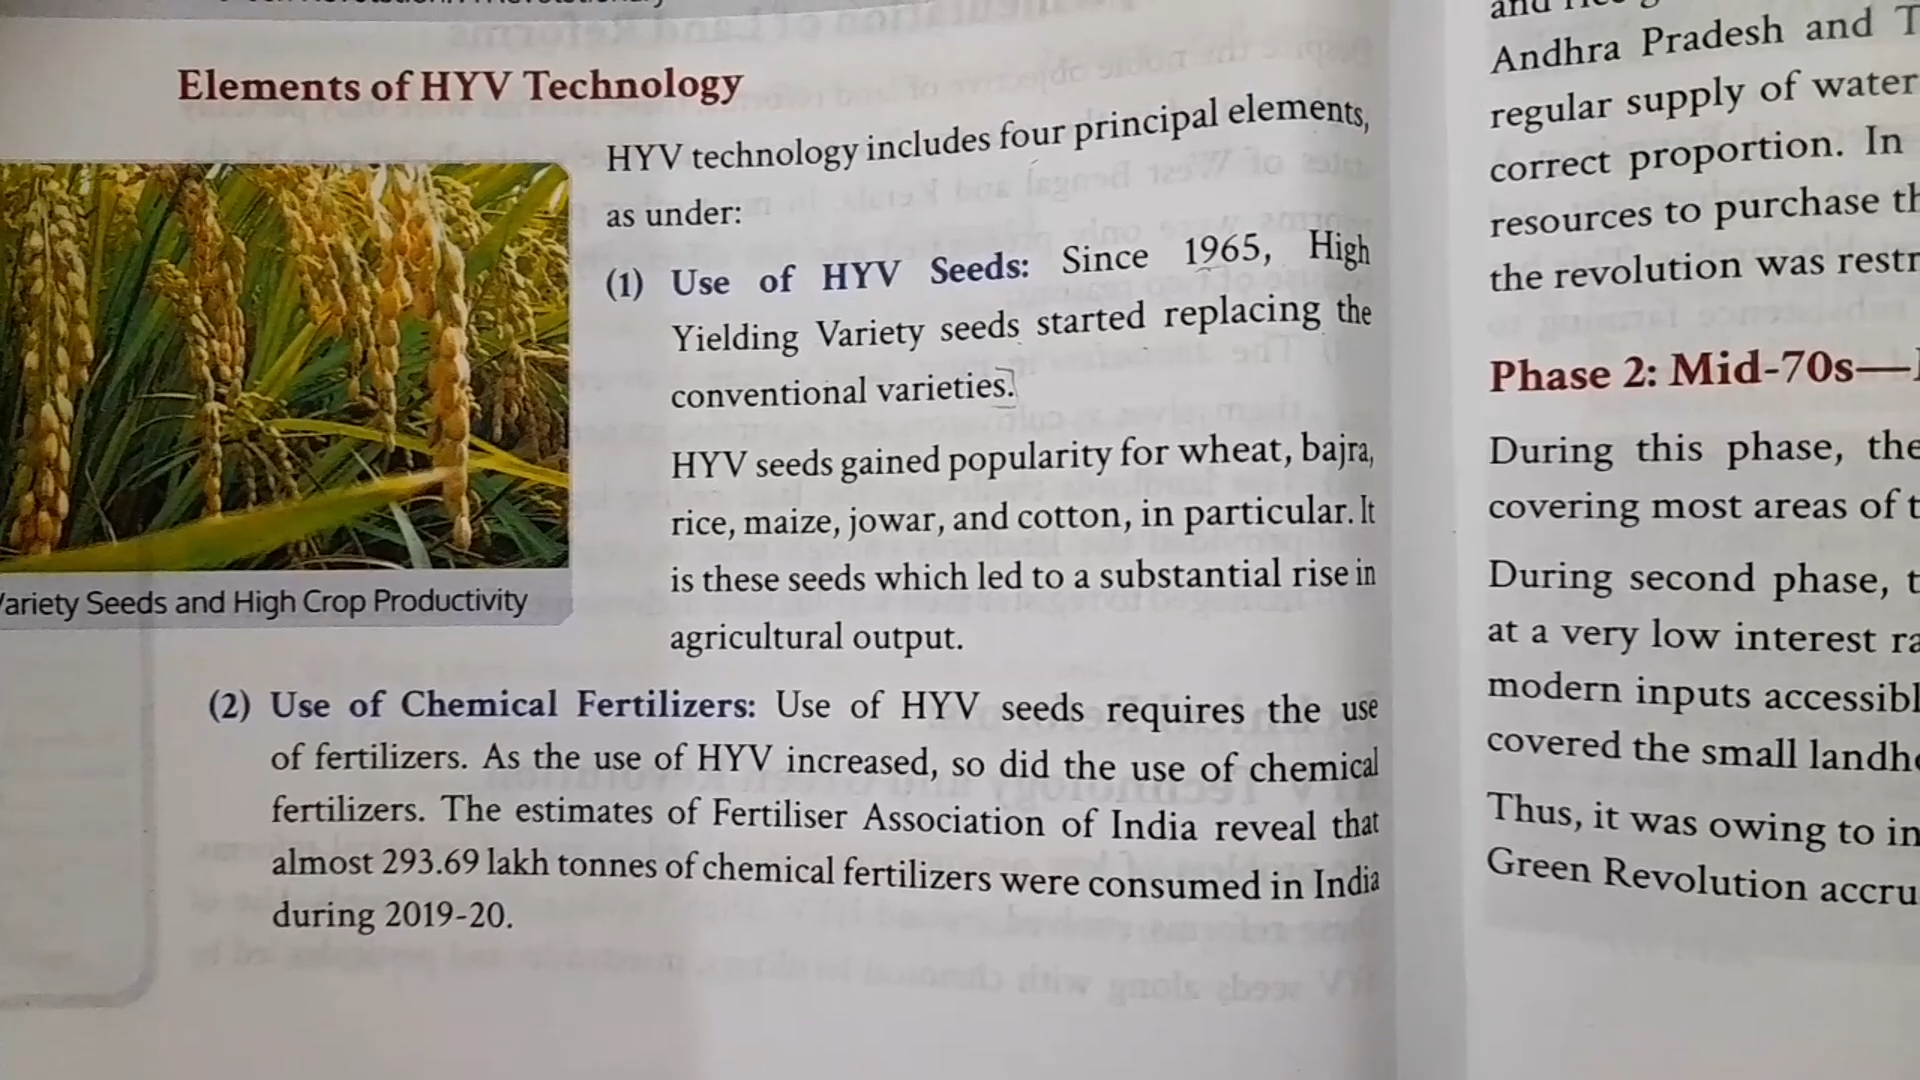 Elements of HYV Technology
HYV technology includes four principal elements,
as under:
(1) Use of HYV Seeds: Since 1965, High
Yielding Variety seeds started replacing the
conventional varieties.
HYV seeds gained popularity for wheat, bajra,
rice, maize, jowar, and cotton, in particular. It
is these seeds which led to a substantial rise in
agricultural output.
Variety Seeds and High Crop Productivity
(2) Use of Chemical Fertilizers: Use of HYV seeds requires the use
of fertilizers. As the use of HYV increased, so did the use of chemical
fertilizers. The estimates of Fertiliser Association of India reveal that
almost 293.69 lakh tonnes of chemical fertilizers were consumed in India
during 2019-20.
Andhra Pradesh and
regular supply of water
correct proportion. In
resources to purchase
the revolution was
Phase 2: Mid-70s—
During this phase, the
covering most areas of
During second phase,
at a very low interest
modern inputs
covered the small
Thus, it was owing to
Green Revolution